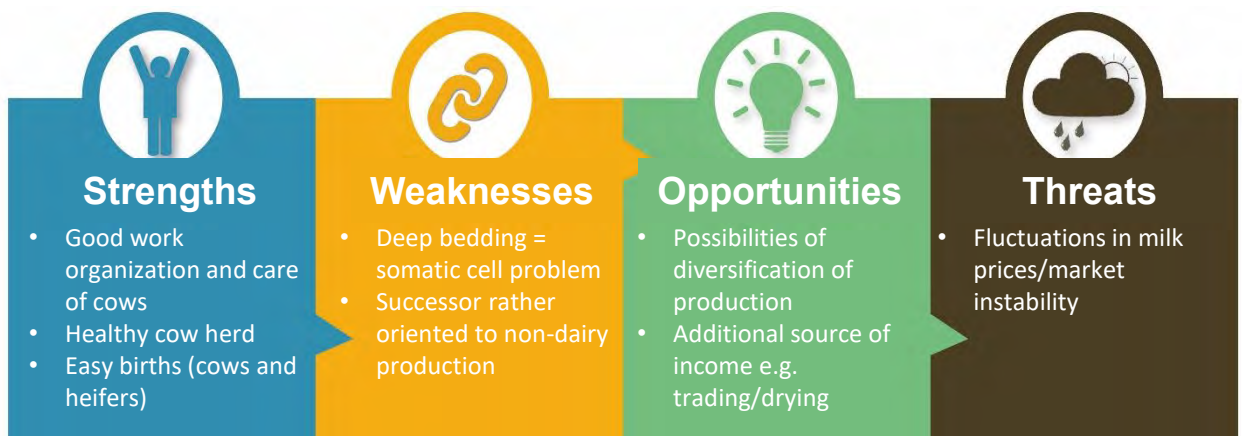 Strengths
• Good work
organization and care
of cows
• Healthy cow herd
• Easy births (cows and
heifers)
Weaknesses
• Deep bedding =
somatic cell problem
• Successor rather
oriented to non-dairy
production
Opportunities
• Possibilities of
diversification of
production
• Additional source of
income e.g.
trading/drying
Threats
• Fluctuations in milk
prices/market
instability